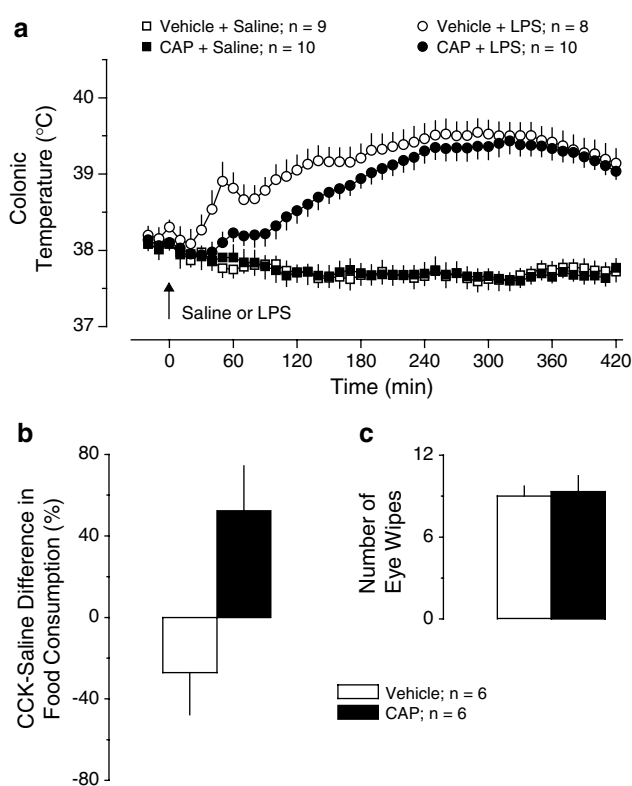 a
Vehicle + Saline; n = 9
Vehicle + LPS; n = 8
CAP + Saline; n = 10
CAP + LPS; n = 10
Colonic
Temperature (°C)
40
39
38
37
Saline or LPS
0 60 120 180 240 300 360 420
Time (min)
b
CCK-Saline Difference in
Food Consumption (%)
80
40
0
-40
-80
c
Number of
Eye Wipes
12
6
0
Vehicle; n = 6
CAP; n = 6